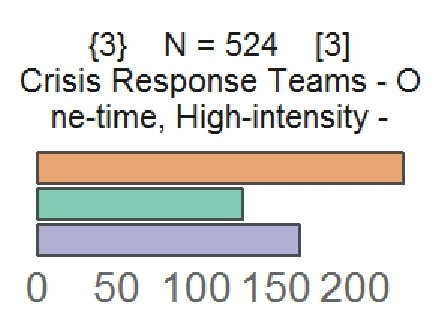 {3} N = 524 [3]
Crisis Response Teams - O
ne-time, High-intensity -
0 50 100 150 200